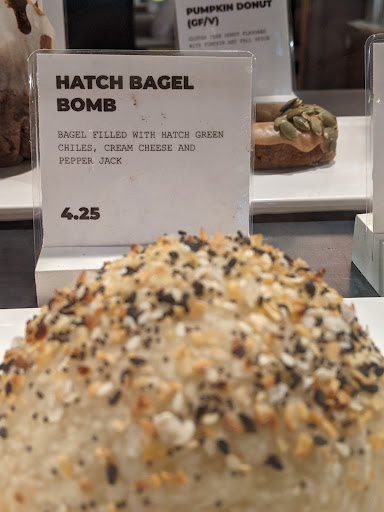 PUMPKIN DONUT
(GF/V)
HATCH BAGEL
BOMB
BAGEL FILLED WITH HATCH GREEN
CHILES, CREAM CHEESE AND
PEPPER JACK
4.25